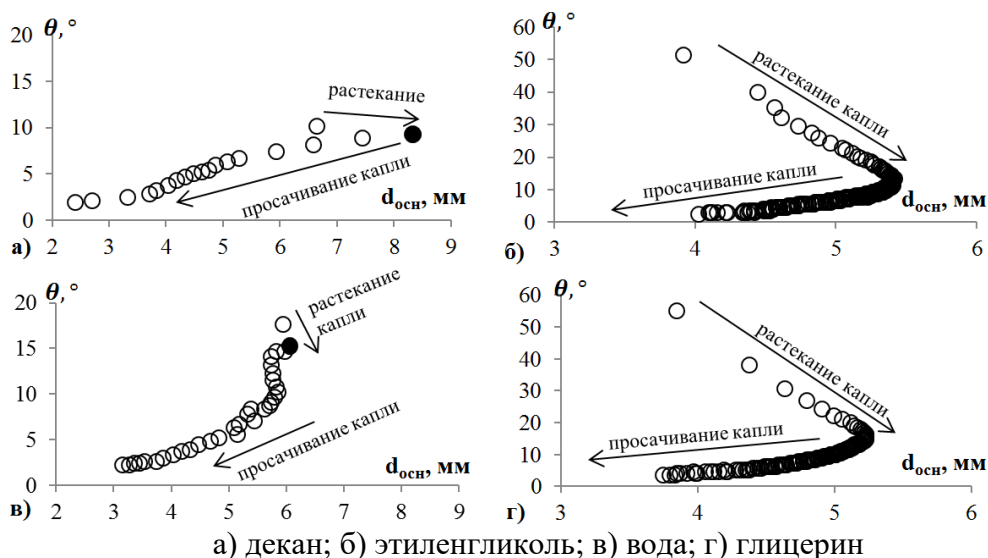 θ,°
20
15
10
5
0
2 3 4 5 6 7 8 9
растекание
просачивание капли
dосн, мм
а)
θ,°
60
50
40
30
20
10
0
3 4 5 6
растекание капли
просачивание капли
dосн, мм
б)
θ,°
20
15
10
5
0
2 3 4 5 6 7 8 9
растекание
капли
просачивание капли
dосн, мм
в)
θ,°
60
50
40
30
20
10
0
3 4 5 6
растекание капли
просачивание капли
dосн, мм
г)
а) декан; б) этиленгликоль; в) вода; г) глицерин